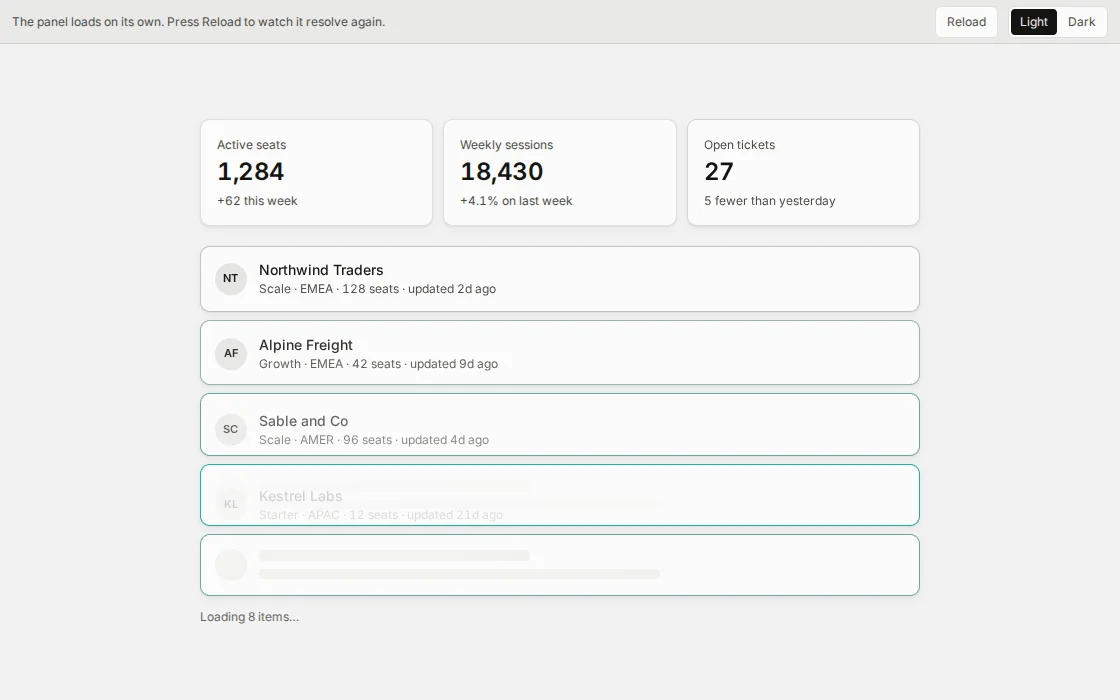 The panel loads on its own. Press Reload to watch it resolve again.
Reload
Light
Dark
Active seats
1,284
+62 this week
Weekly sessions
18,430
+4.1% on last week
Open tickets
27
5 fewer than yesterday
NT
Northwind Traders
Scale · EMEA · 128 seats · updated 2d ago
AF
Alpine Freight
Growth · EMEA · 42 seats · updated 9d ago
SC
Sable and Co
Scale · AMER · 96 seats · updated 4d ago
KL
Kestrel Labs
Starter · APAC · 12 seats · updated 21d ago
Loading 8 items…